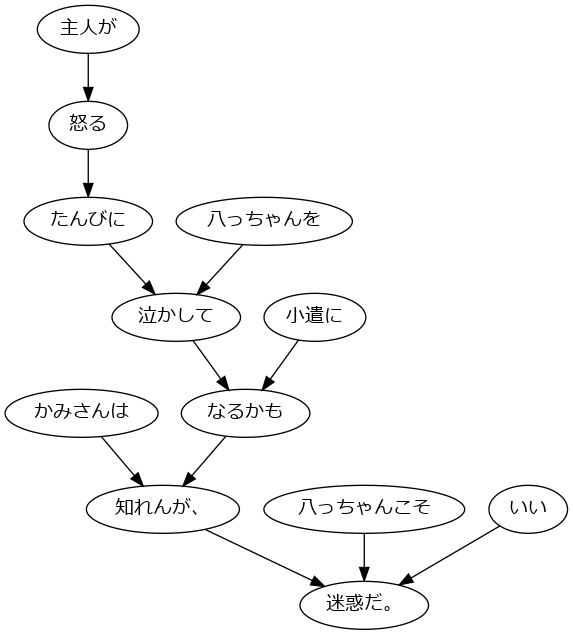 主人が
怒る
たんびに
八っちゃんを
泣かして
小遣に
かみさんは
なるかも
知れんが、
八っちゃんこそ
いい
迷惑だ。